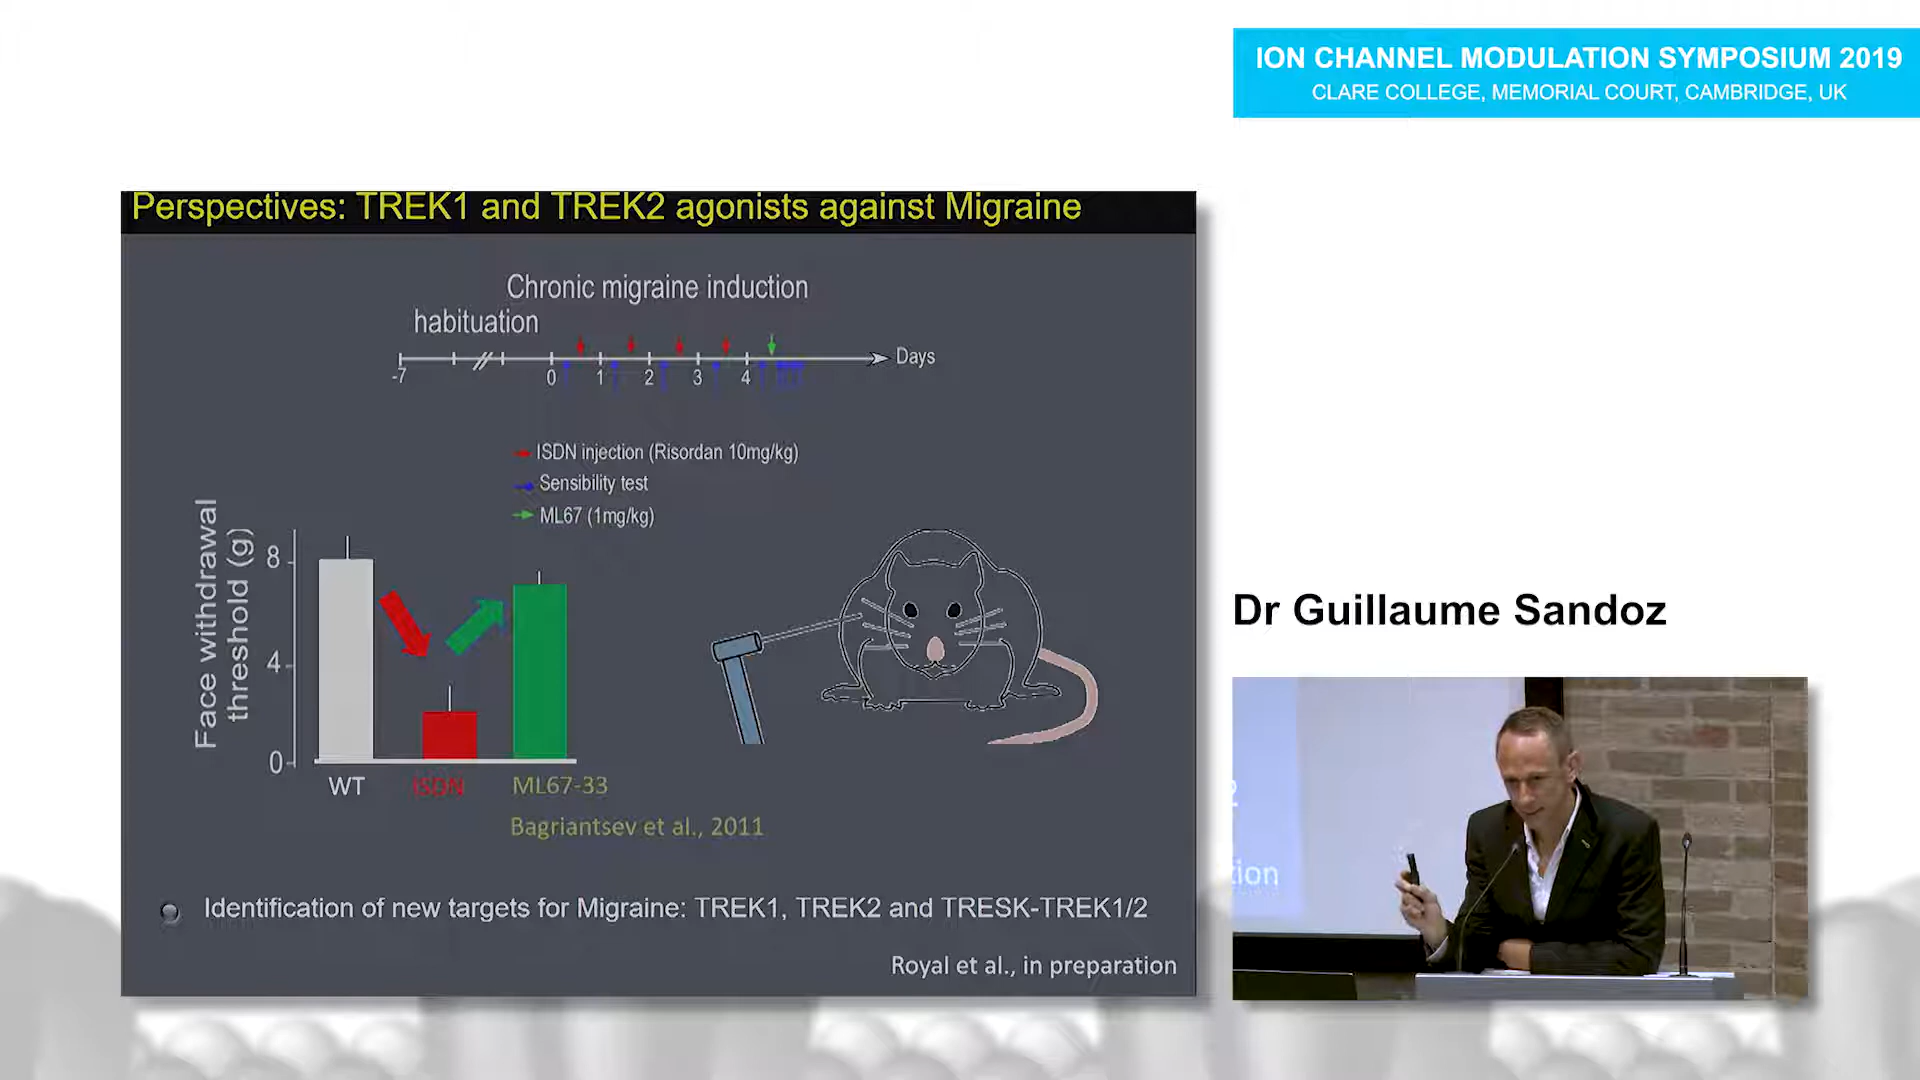 ION CHANNEL MODULATION SYMPOSIUM 2019
CLARE COLLEGE, MEMORIAL COURT, CAMBRIDGE, UK
Perspectives: TREK1 and TREK2 agonists against Migraine
Chronic migraine induction
habituation
Days
-7 0 1 2 3 4
ISDN injection (Risordan 10mg/kg)
Sensibility test
ML67 (1mg/kg)
Face withdrawal
threshold (g)
8
4
0
WT ISDN ML67-33
Bagriantsev et al., 2011
Identification of new targets for Migraine: TREK1, TREK2 and TRESK-TREK1/2
Royal et al., in preparation
Dr Guillaume Sandoz